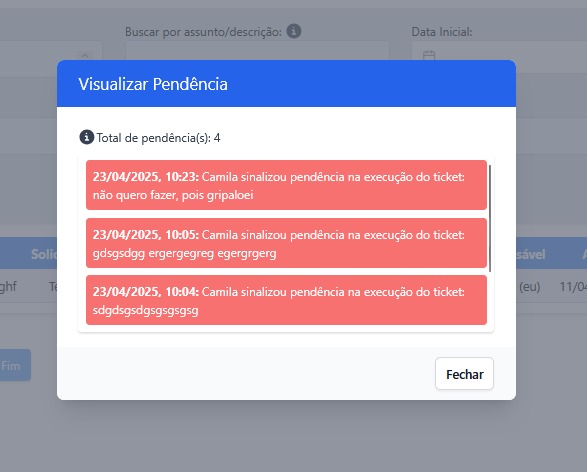 Buscar por assunto/descrição:
Data Inicial:
Visualizar Pendência
Total de pendência(s): 4
23/04/2025, 10:23: Camila sinalizou pendência na execução do ticket:
não quero fazer, pois gripaloei
23/04/2025, 10:05: Camila sinalizou pendência na execução do ticket:
gdsgsdgg ergergegreg egergrgerg
23/04/2025, 10:04: Camila sinalizou pendência na execução do ticket:
sdgdsgsdgsgsgsgsg
Solic
sável
A
ghf
Te
(eu)
11/04
Fim
Fechar